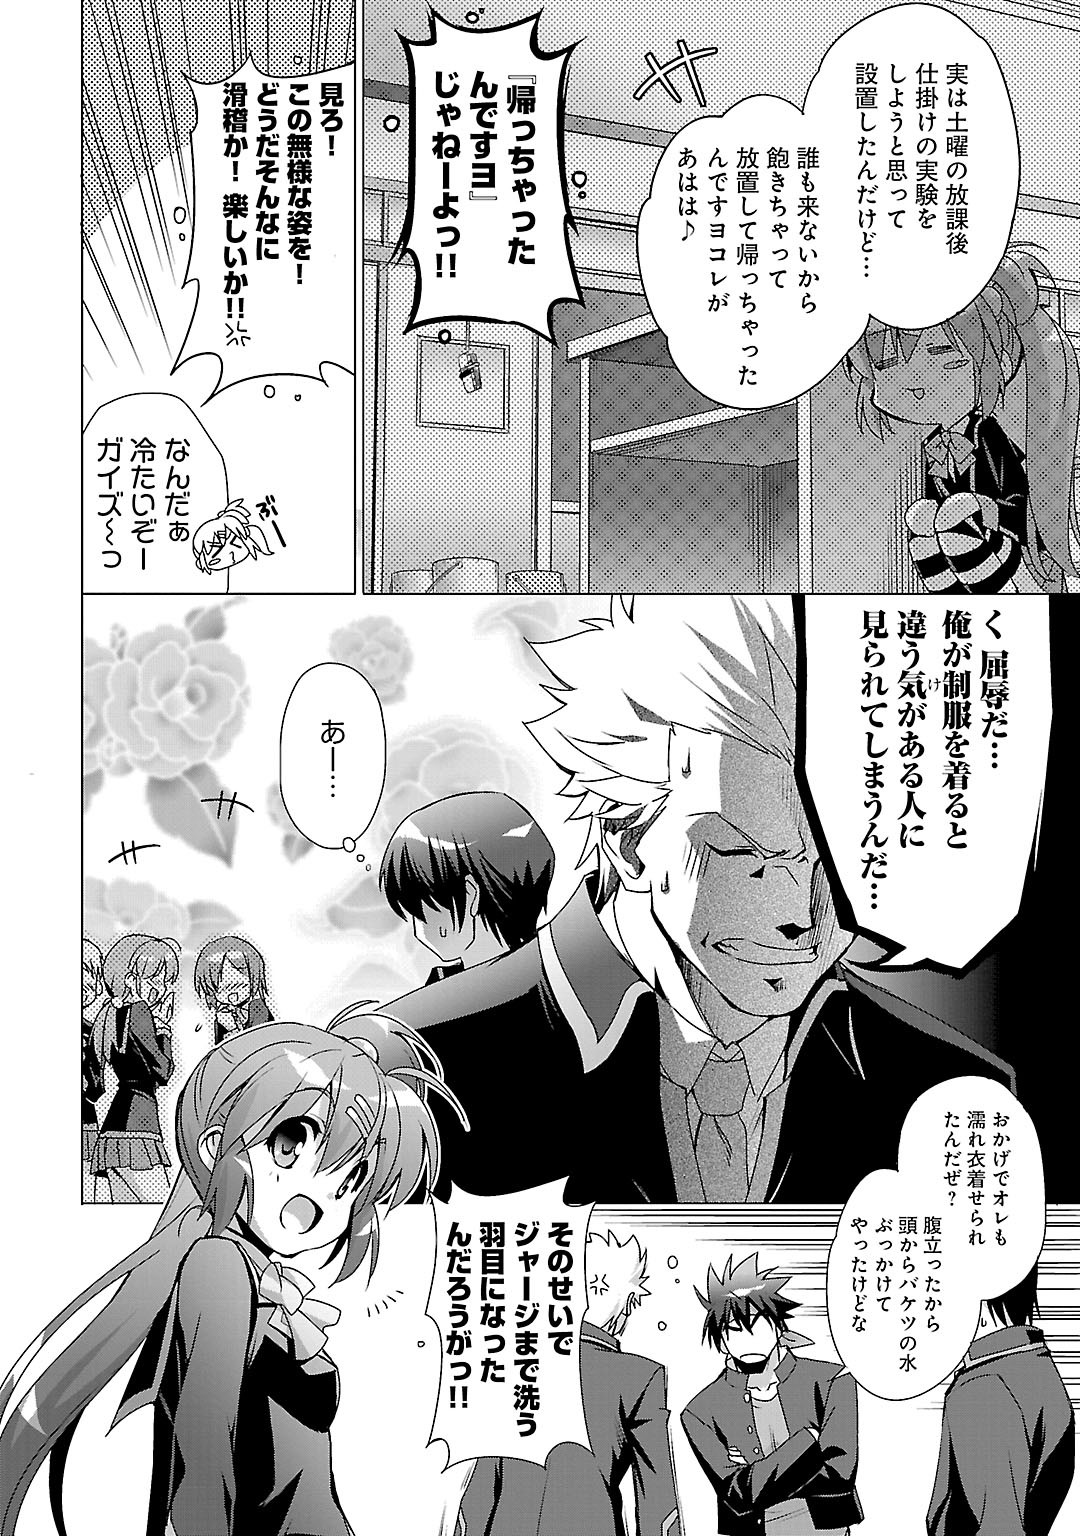 実は土曜の放課後
仕掛けの実験を
しようと思って
設置したんだけど…
誰も来ないから
飽きちゃって
放置して帰っちゃった
んですヨコレが
あはは♪
『帰っちゃった
んですヨ』
じゃねーよっ!!
見ろ!
この無様な姿を!
どうだそんなに
滑稽か! 楽しいか!!
なんだぁ
冷たいぞー
ガイズ〜っ
ぶー
く 屈辱だ…
俺が制服を着ると
違う気がある人に
け
見られてしまうんだ…
あー…
おかげでオレも
濡れ衣着せられ
たんだぜ?
腹立ったから
頭からバケツの水
ぶっかけて
やったけどな
そのせいで
ジャージまで洗う
羽目になった
んだろうがっ!!